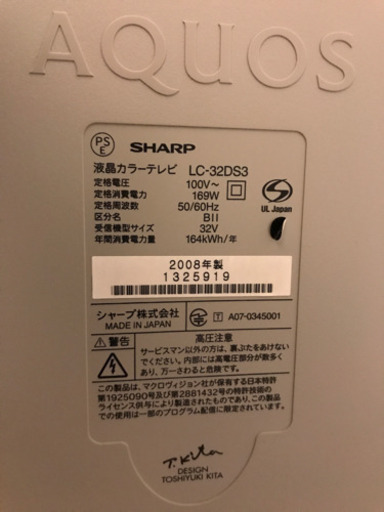 AQUOS
PS
E
SHARP
液晶カラーテレビ LC-32DS3
定格電圧 100V～
定格消費電力 169W
定格周波数 50/60Hz
区分 BII
受信機型サイズ 32V
年間消費電力量 164kWh/年
UL Japan
2008年製
1325919
シャープ株式会社
MADE IN JAPAN
T A07-0345001
警告
高圧注意
サービスマン以外の方は、裏ぶたをあけないで
ください。内部には高電圧部分が数多く
あり、万一さわると危険です。
この製品は、マクロヴィジョン社が保有する日本特許
第1925090号及び第2881432号の特許技術の
ライセンス供与により製造されたもので、この技術
での使用は一部のプログラム配信に限定されます。
T. Kita
DESIGN
TOSHIYUKI KITA